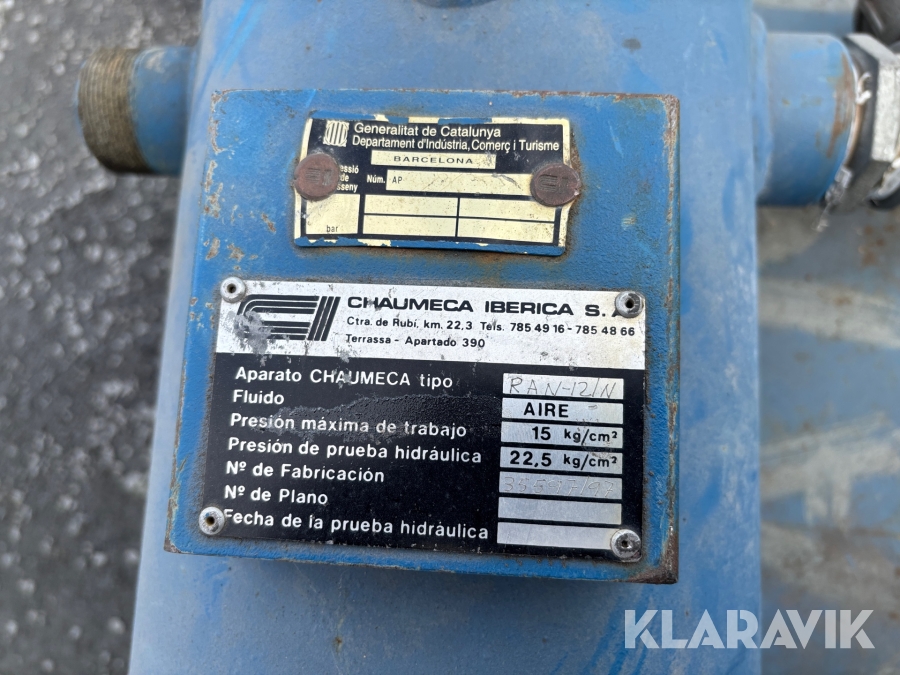 Generalitat de Catalunya
Departament d'Indústria, Comerç i Turisme
BARCELONA
Núm. AP
bar
CHAUMECA IBERICA S.A.
Ctra. de Rubí, km. 22,3 Tels. 785 49 16 - 785 48 66
Terrassa - Apartado 390
Aparato CHAUMECA tipo RAN-12/N
Fluido AIRE
Presión máxima de trabajo 15 kg/cm²
Presión de prueba hidráulica 22,5 kg/cm²
Nº de Fabricación
Nº de Plano
Fecha de la prueba hidráulica
KLARAVIK